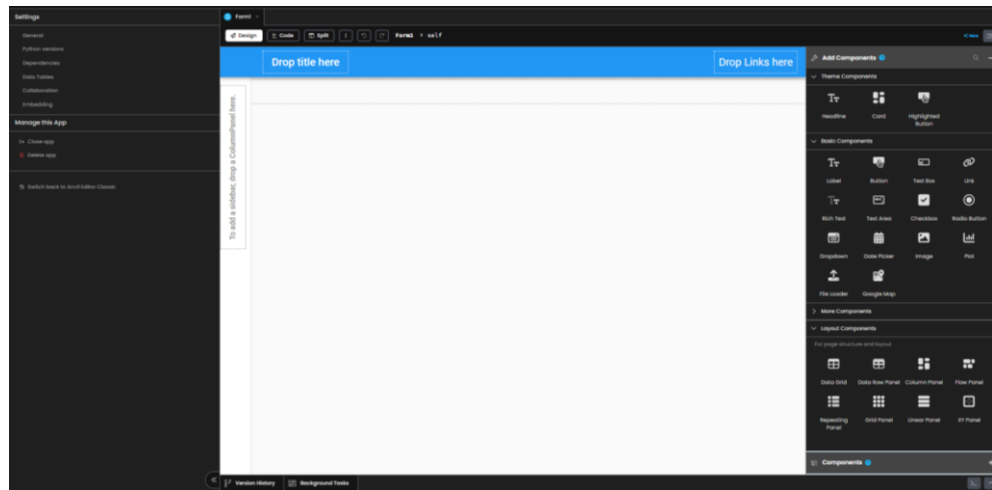 Settings
General
Python versions
Dependencies
Data Tables
Collaboration
Embedding
Manage this App
Close app
Delete app
Switch back to Anvil Editor Classic
Form1
Design
Code
Split
Form1 > self
Drop title here
Drop Links here
To add a sidebar, drop a ColumnPanel here.
Add Components
Theme Components
Headline Card Highlighted Button
Basic Components
Label Button Text Box Link
Rich Text Text Area Checkbox Radio Button
Dropdown Date Picker Image Plot
File Loader Google Map
More Components
Layout Components
For page structure and layout
Data Grid Data Row Panel Column Panel Flow Panel
Repeating Panel Grid Panel Linear Panel XY Panel
Components
Version History
Background Tasks